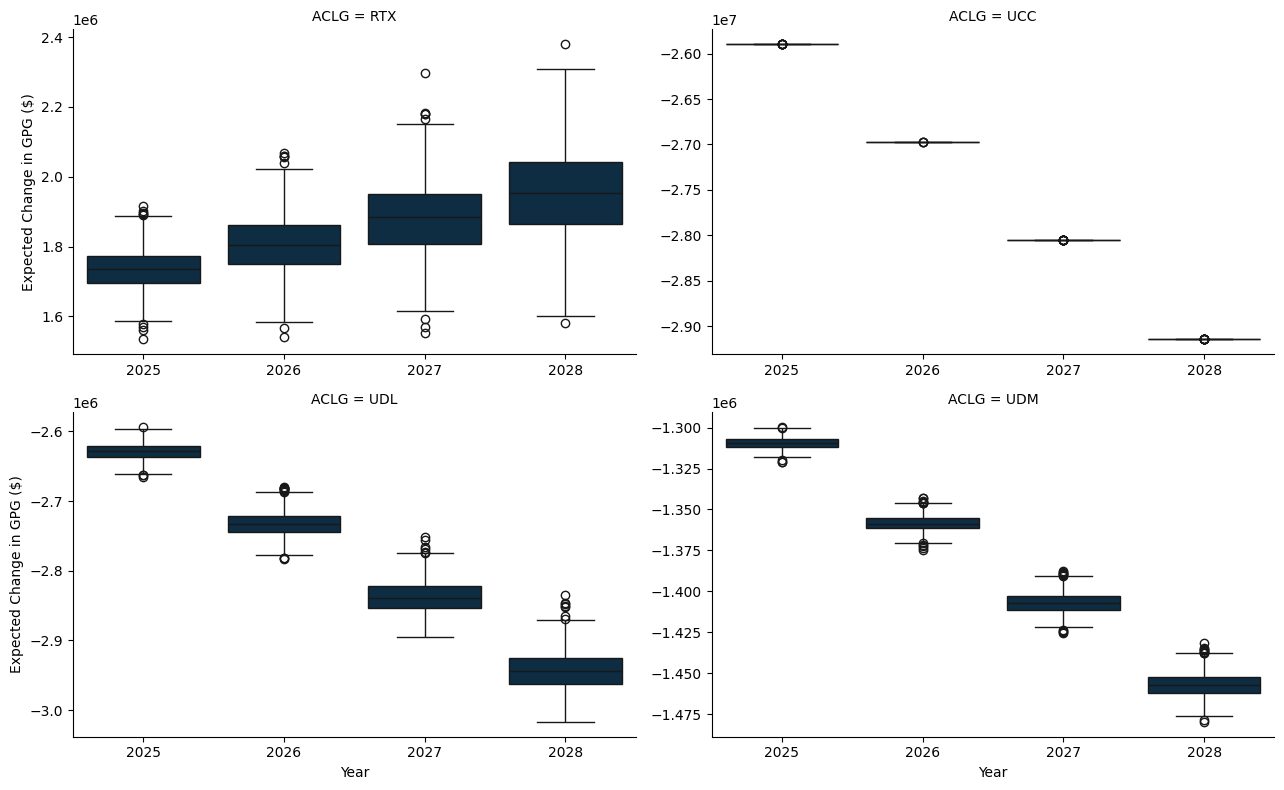 ACLG = RTX
1e6
Expected Change in GPG ($)
2.4
2.2
2.0
1.8
1.6
2025 2026 2027 2028
ACLG = UCC
1e7
−2.60
−2.65
−2.70
−2.75
−2.80
−2.85
−2.90
2025 2026 2027 2028
ACLG = UDL
1e6
Expected Change in GPG ($)
−2.6
−2.7
−2.8
−2.9
−3.0
2025 2026 2027 2028
Year
ACLG = UDM
1e6
−1.300
−1.325
−1.350
−1.375
−1.400
−1.425
−1.450
−1.475
2025 2026 2027 2028
Year